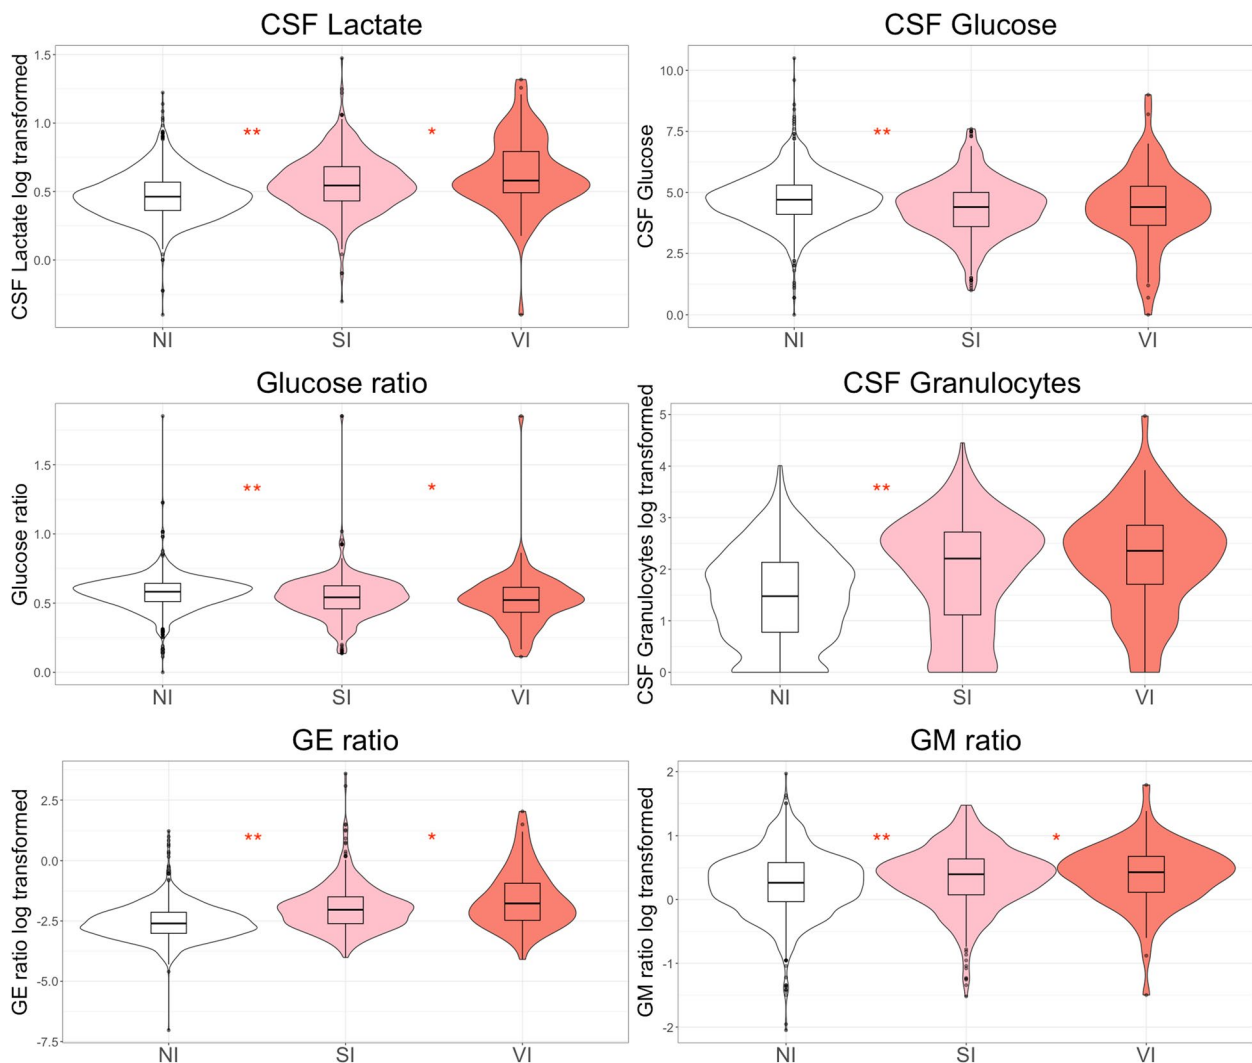 CSF Lactate
CSF Lactate log transformed
1.5
1.0
0.5
0.0
**
*
NI SI VI
CSF Glucose
CSF Glucose
10.0
7.5
5.0
2.5
0.0
**
NI SI VI
Glucose ratio
Glucose ratio
1.5
1.0
0.5
0.0
**
*
NI SI VI
CSF Granulocytes
CSF Granulocytes log transformed
5
4
3
2
1
0
**
NI SI VI
GE ratio
GE ratio log transformed
2.5
0.0
-2.5
-5.0
-7.5
**
*
NI SI VI
GM ratio
GM ratio log transformed
2
1
0
-1
-2
**
*
NI SI VI